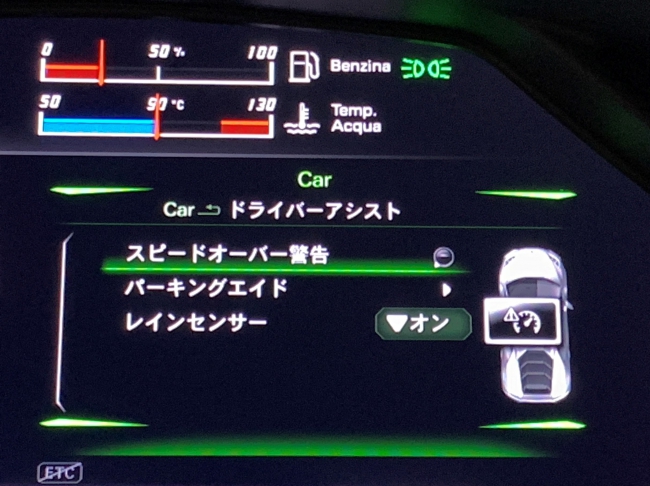 0 50 % 100 Benzina
50 90 °C 130 Temp. Acqua
Car
Car ドライバーアシスト
スピードオーバー警告
パーキングエイド
レインセンサー ▼オン
ETC